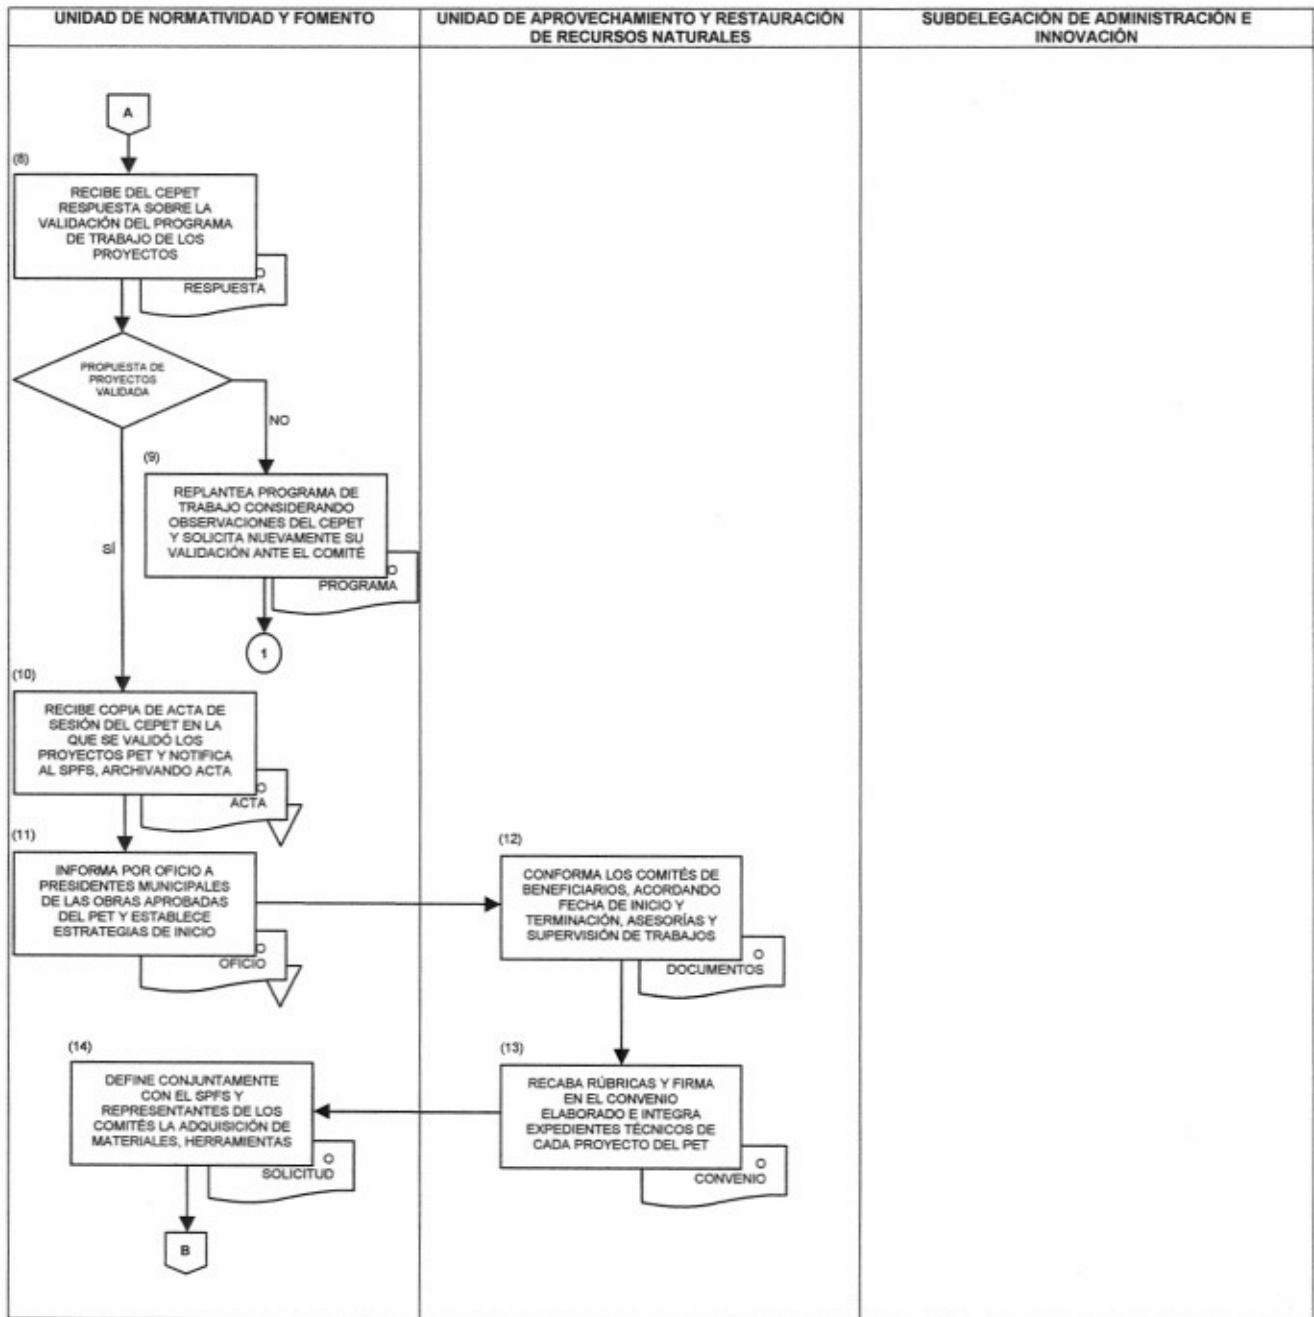 UNIDAD DE NORMATIVIDAD Y FOMENTO
UNIDAD DE APROVECHAMIENTO Y RESTAURACIÓN
DE RECURSOS NATURALES
SUBDELEGACIÓN DE ADMINISTRACIÓN E
INNOVACIÓN
A
(8)
RECIBE DEL CEPET
RESPUESTA SOBRE LA
VALIDACIÓN DEL PROGRAMA
DE TRABAJO DE LOS
PROYECTOS
O
RESPUESTA
PROPUESTA DE
PROYECTOS
VALIDADA
NO
SÍ
(9)
REPLANTEA PROGRAMA DE
TRABAJO CONSIDERANDO
OBSERVACIONES DEL CEPET
Y SOLICITA NUEVAMENTE SU
VALIDACIÓN ANTE EL COMITÉ
O
PROGRAMA
1
(10)
RECIBE COPIA DE ACTA DE
SESIÓN DEL CEPET EN LA
QUE SE VALIDÓ LOS
PROYECTOS PET Y NOTIFICA
AL SPFS, ARCHIVANDO ACTA
O
ACTA
(11)
INFORMA POR OFICIO A
PRESIDENTES MUNICIPALES
DE LAS OBRAS APROBADAS
DEL PET Y ESTABLECE
ESTRATEGIAS DE INICIO
O
OFICIO
(12)
CONFORMA LOS COMITÉS DE
BENEFICIARIOS, ACORDANDO
FECHA DE INICIO Y
TERMINACIÓN, ASESORÍAS Y
SUPERVISIÓN DE TRABAJOS
O
DOCUMENTOS
(13)
RECABA RÚBRICAS Y FIRMA
EN EL CONVENIO
ELABORADO E INTEGRA
EXPEDIENTES TÉCNICOS DE
CADA PROYECTO DEL PET
O
CONVENIO
(14)
DEFINE CONJUNTAMENTE
CON EL SPFS Y
REPRESENTANTES DE LOS
COMITÉS LA ADQUISICIÓN DE
MATERIALES, HERRAMIENTAS
O
SOLICITUD
B